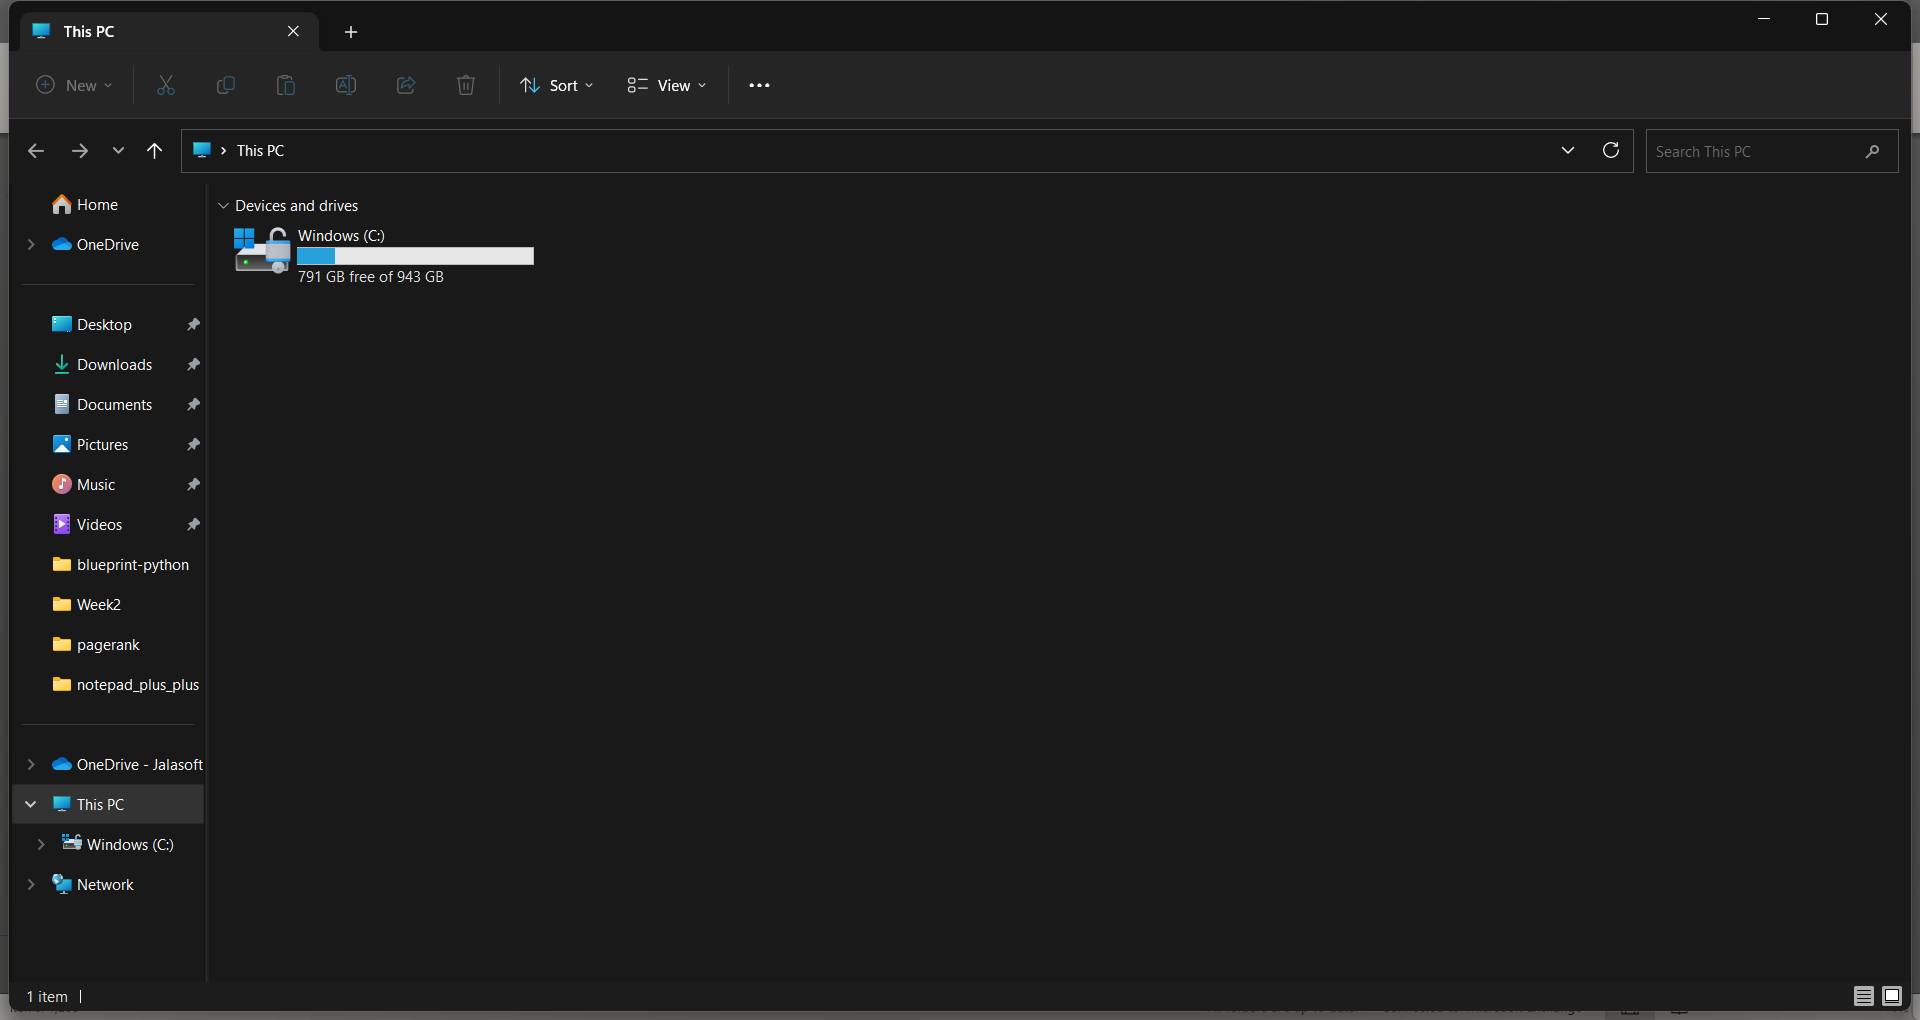 This PC
New
Sort
View
This PC
Search This PC
Home
OneDrive
Desktop
Downloads
Documents
Pictures
Music
Videos
blueprint-python
Week2
pagerank
notepad_plus_plus
OneDrive - Jalasoft
This PC
Windows (C:)
Network
Devices and drives
Windows (C:)
791 GB free of 943 GB
1 item